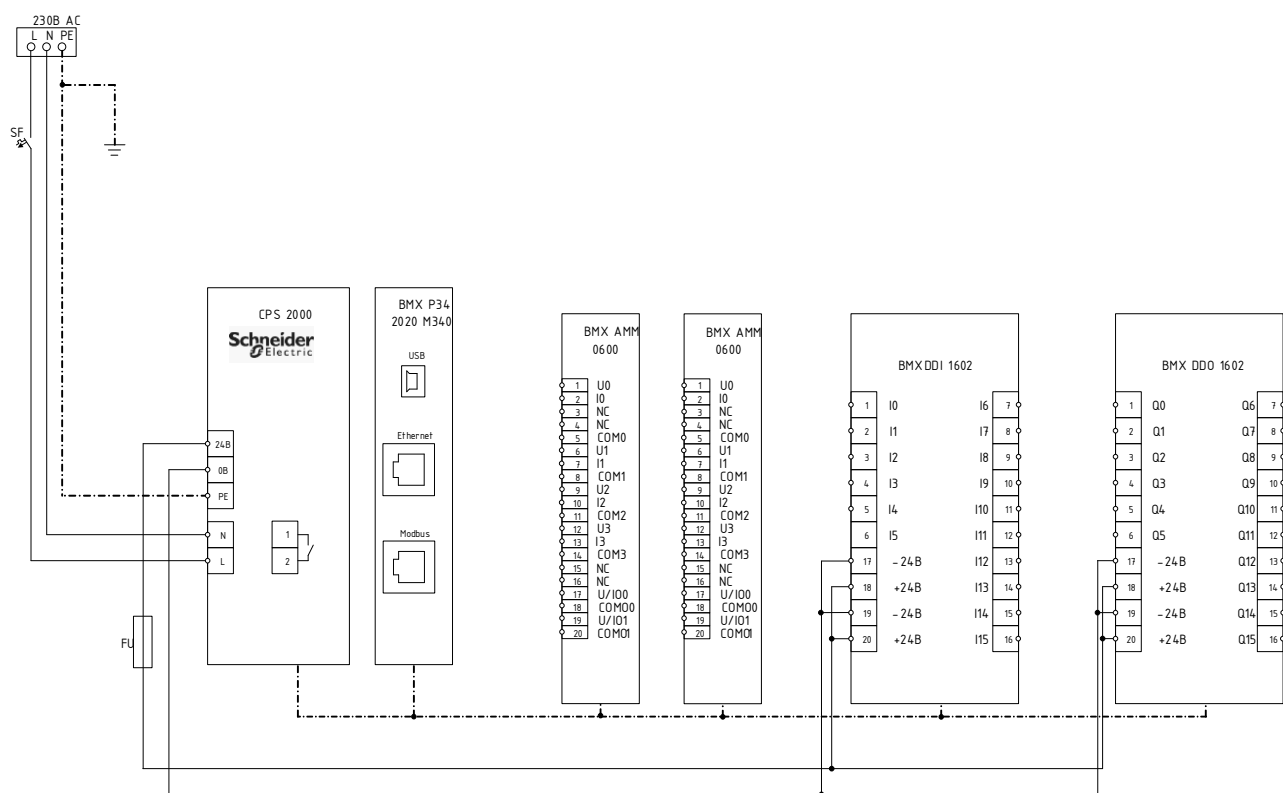 230В AC
L N PE
SF
CPS 2000
Schneider
Electric
24В
0В
PE
N
L
1
2
FU
BMX P34
2020 M340
USB
Ethernet
Modbus
BMX AMM
0600
1 U0
2 I0
3 NC
4 NC
5 COM0
6 U1
7 I1
8 COM1
9 U2
10 I2
11 COM2
12 U3
13 I3
14 COM3
15 NC
16 NC
17 U/IO0
18 COMO0
19 U/IO1
20 COMO1
BMX AMM
0600
1 U0
2 I0
3 NC
4 NC
5 COM0
6 U1
7 I1
8 COM1
9 U2
10 I2
11 COM2
12 U3
13 I3
14 COM3
15 NC
16 NC
17 U/IO0
18 COMO0
19 U/IO1
20 COMO1
BMX DDI 1602
1 I0 I6 7
2 I1 I7 8
3 I2 I8 9
4 I3 I9 10
5 I4 I10 11
6 I5 I11 12
17 -24В I12 13
18 +24В I13 14
19 -24В I14 15
20 +24В I15 16
BMX DDO 1602
1 Q0 Q6 7
2 Q1 Q7 8
3 Q2 Q8 9
4 Q3 Q9 10
5 Q4 Q10 11
6 Q5 Q11 12
17 -24В Q12 13
18 +24В Q13 14
19 -24В Q14 15
20 +24В Q15 16